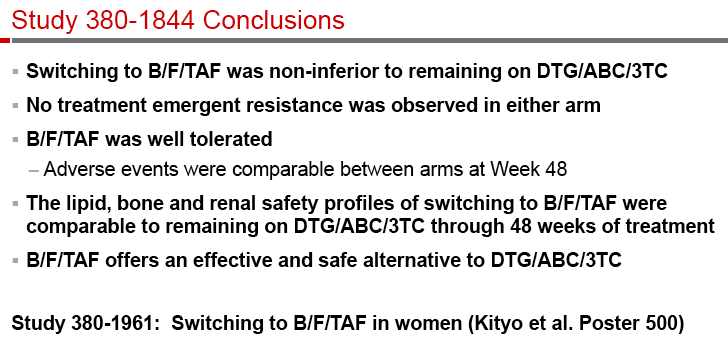 Study 380-1844 Conclusions
▪ Switching to B/F/TAF was non-inferior to remaining on DTG/ABC/3TC
▪ No treatment emergent resistance was observed in either arm
▪ B/F/TAF was well tolerated
– Adverse events were comparable between arms at Week 48
▪ The lipid, bone and renal safety profiles of switching to B/F/TAF were
comparable to remaining on DTG/ABC/3TC through 48 weeks of treatment
▪ B/F/TAF offers an effective and safe alternative to DTG/ABC/3TC
Study 380-1961: Switching to B/F/TAF in women (Kityo et al. Poster 500)